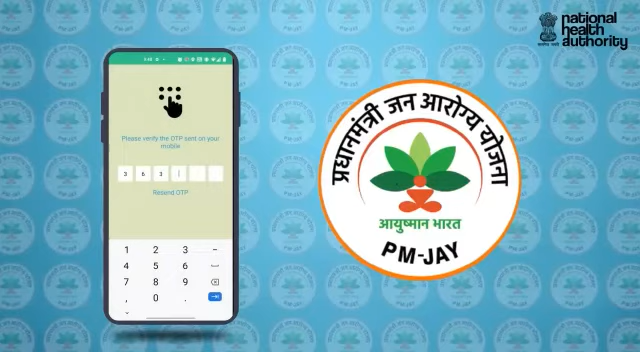 national
health
authority
प्रधानमंत्री जन आरोग्य योजना
आयुष्मान भारत
PM-JAY
Please verify the OTP sent on your
mobile
3 6 3
Resend OTP
1 2 3 -
4 5 6
7 8 9
, 0 .